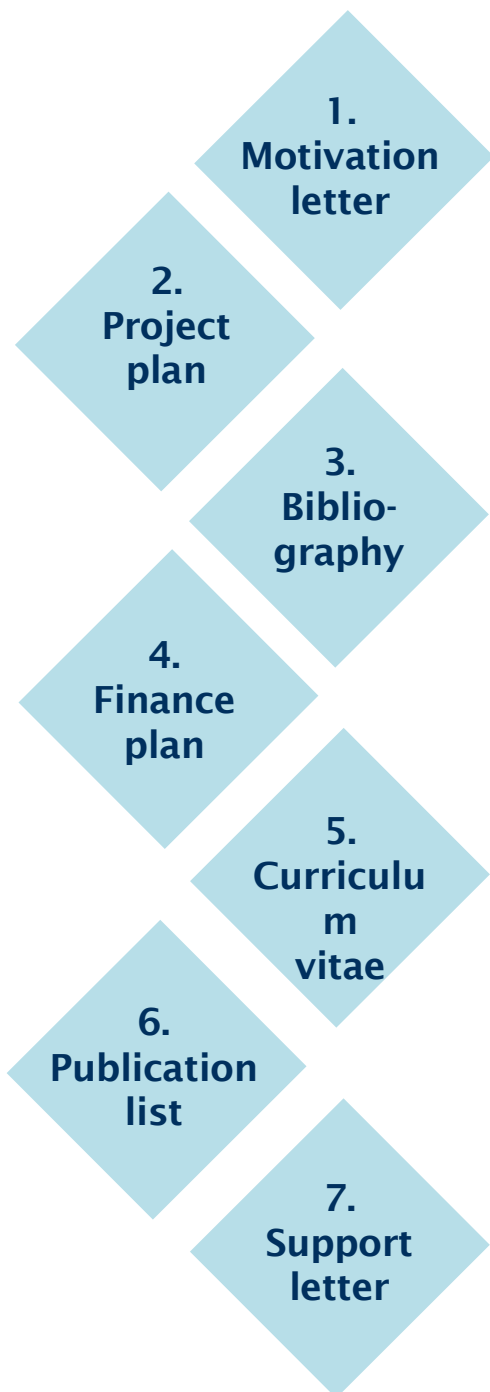 1.
Motivation
letter
2.
Project
plan
3.
Biblio-
graphy
4.
Finance
plan
5.
Curriculu
m
vitae
6.
Publication
list
7.
Support
letter